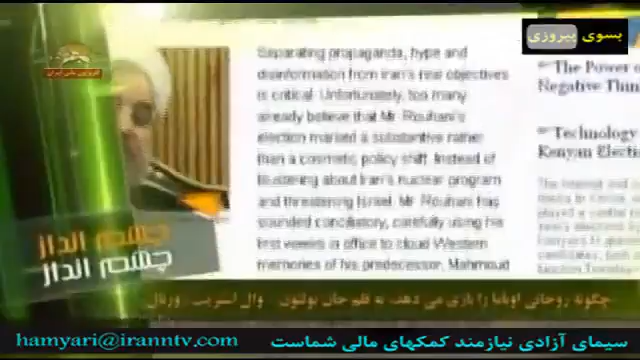 بسوی پیروزی
Separating propaganda, hype and
disinformation from Iran's real objectives
is critical. Unfortunately, too many
already believe that Mr. Rouhani's
election marked a substantive rather
than a cosmetic policy shift. Instead of
blustering about Iran's nuclear program
and threatening Israel, Mr. Rouhani has
sounded conciliatory, carefully using his
first weeks in office to cloud Western
memories of his predecessor, Mahmoud
The Power of
Negative Thin
Technology
Kenyan Electi
چشم انداز
چشم انداز
چگونه روحانی اوباما را بازی می دهد، به قلم جان بولتون وال استریت ژورنال
hamyari@iranntv.com
سیمای آزادی نیازمند کمکهای مالی شماست